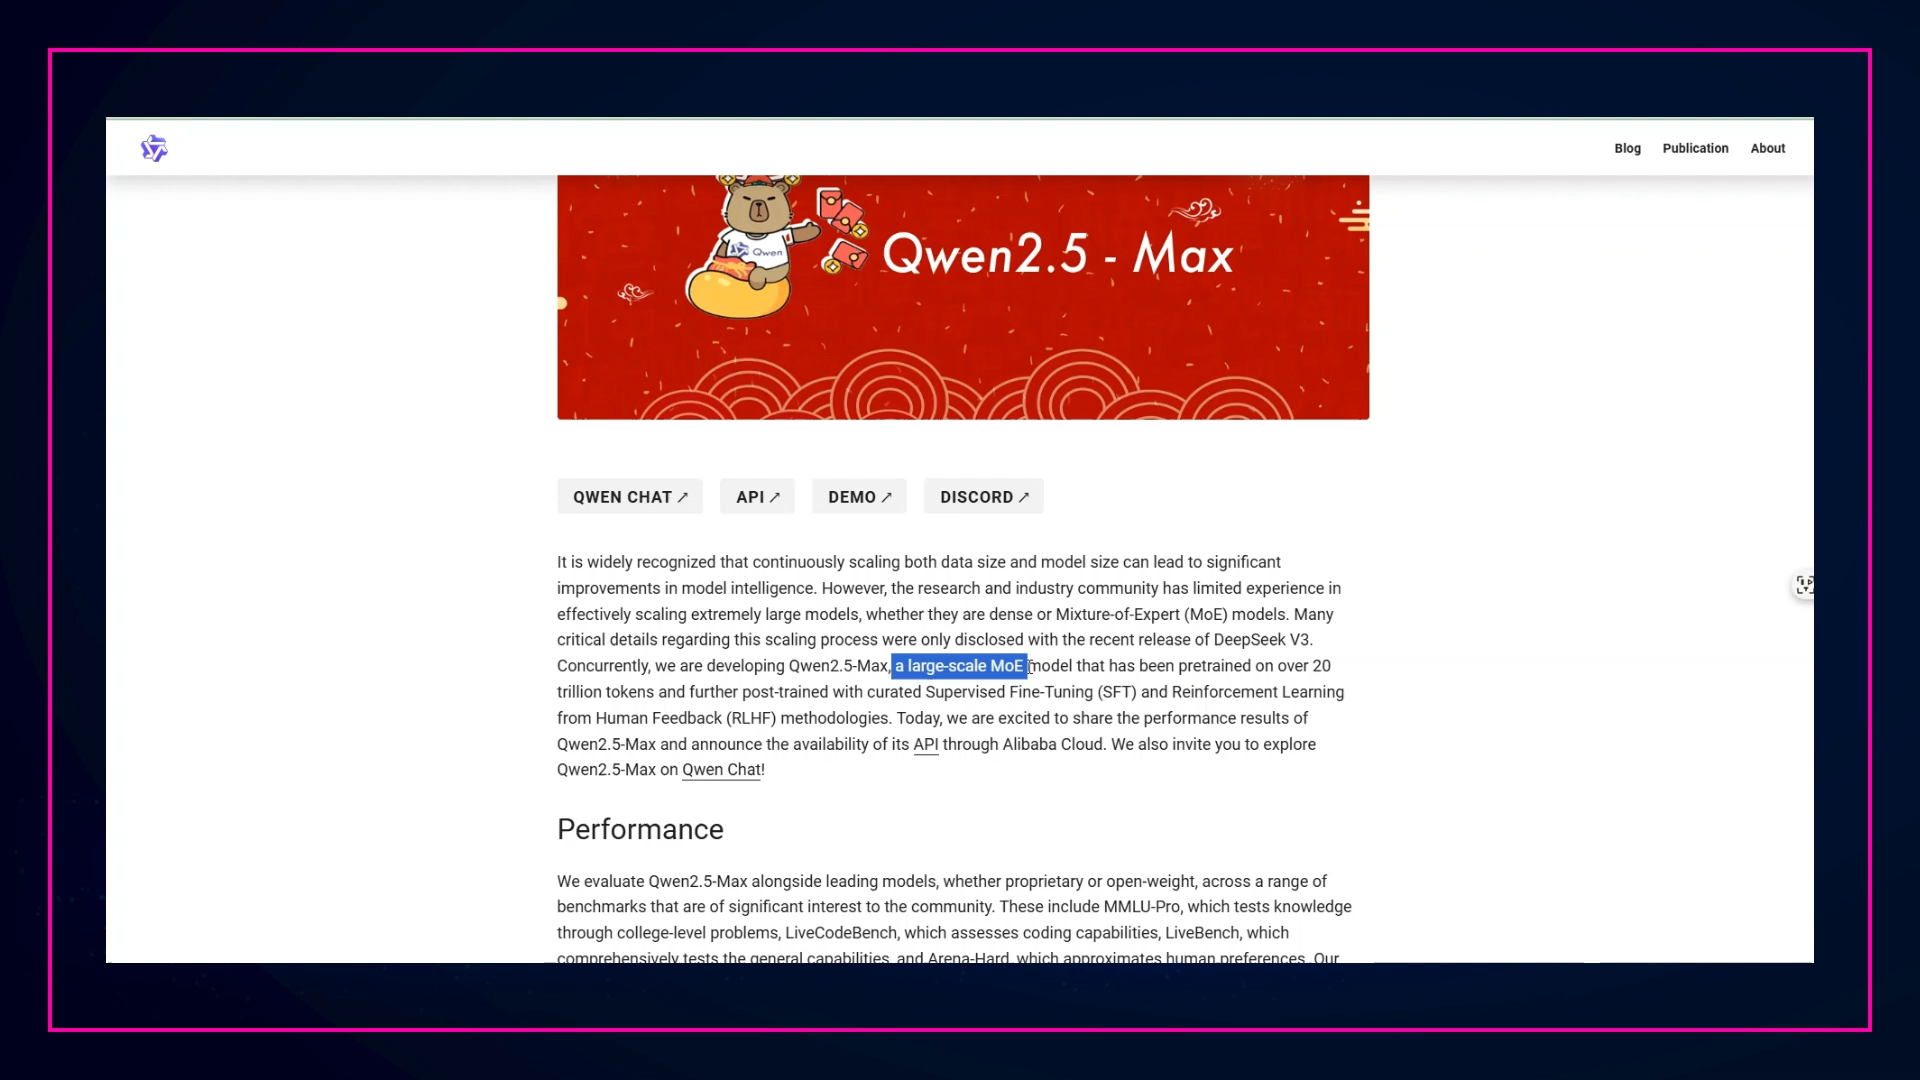 Blog Publication About
Qwen
Qwen2.5 - Max
QWEN CHAT ↗ API ↗ DEMO ↗ DISCORD ↗
It is widely recognized that continuously scaling both data size and model size can lead to significant
improvements in model intelligence. However, the research and industry community has limited experience in
effectively scaling extremely large models, whether they are dense or Mixture-of-Expert (MoE) models. Many
critical details regarding this scaling process were only disclosed with the recent release of DeepSeek V3.
Concurrently, we are developing Qwen2.5-Max, a large-scale MoE model that has been pretrained on over 20
trillion tokens and further post-trained with curated Supervised Fine-Tuning (SFT) and Reinforcement Learning
from Human Feedback (RLHF) methodologies. Today, we are excited to share the performance results of
Qwen2.5-Max and announce the availability of its API through Alibaba Cloud. We also invite you to explore
Qwen2.5-Max on Qwen Chat!
Performance
We evaluate Qwen2.5-Max alongside leading models, whether proprietary or open-weight, across a range of
benchmarks that are of significant interest to the community. These include MMLU-Pro, which tests knowledge
through college-level problems, LiveCodeBench, which assesses coding capabilities, LiveBench, which
comprehensively tests the general capabilities, and Arena-Hard, which approximates human preferences. Our